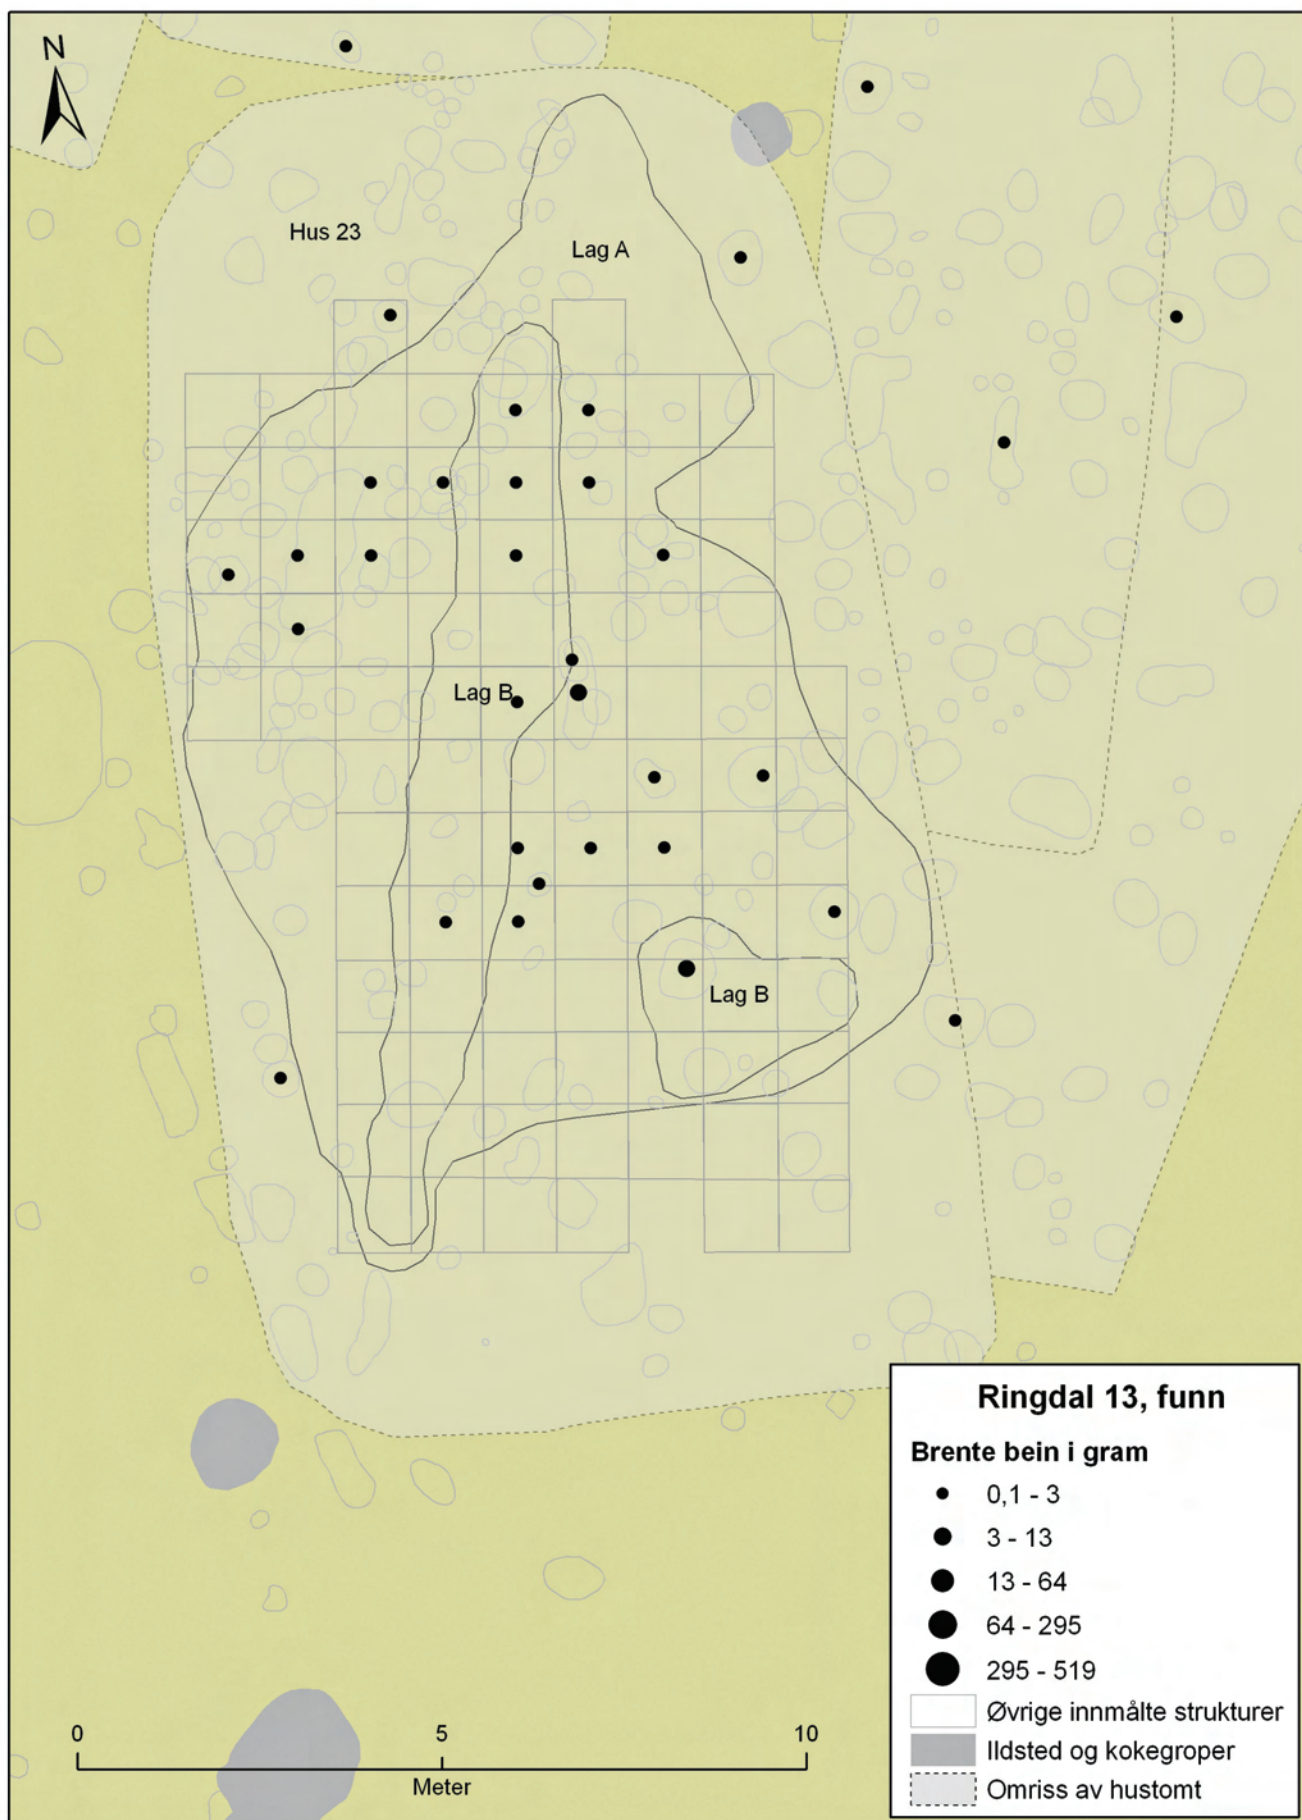 N
Hus 23
Lag A
Lag B
Lag B
Ringdal 13, funn
Brente bein i gram
0,1 - 3
3 - 13
13 - 64
64 - 295
295 - 519
Øvrige innmålte strukturer
Ildsted og kokegroper
Omriss av hustomt
0 5 10
Meter